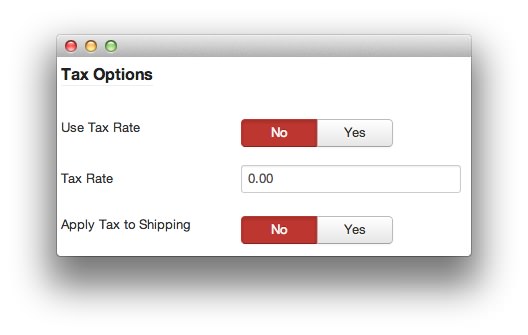 Tax Options
Use Tax Rate No Yes
Tax Rate 0.00
Apply Tax to Shipping No Yes